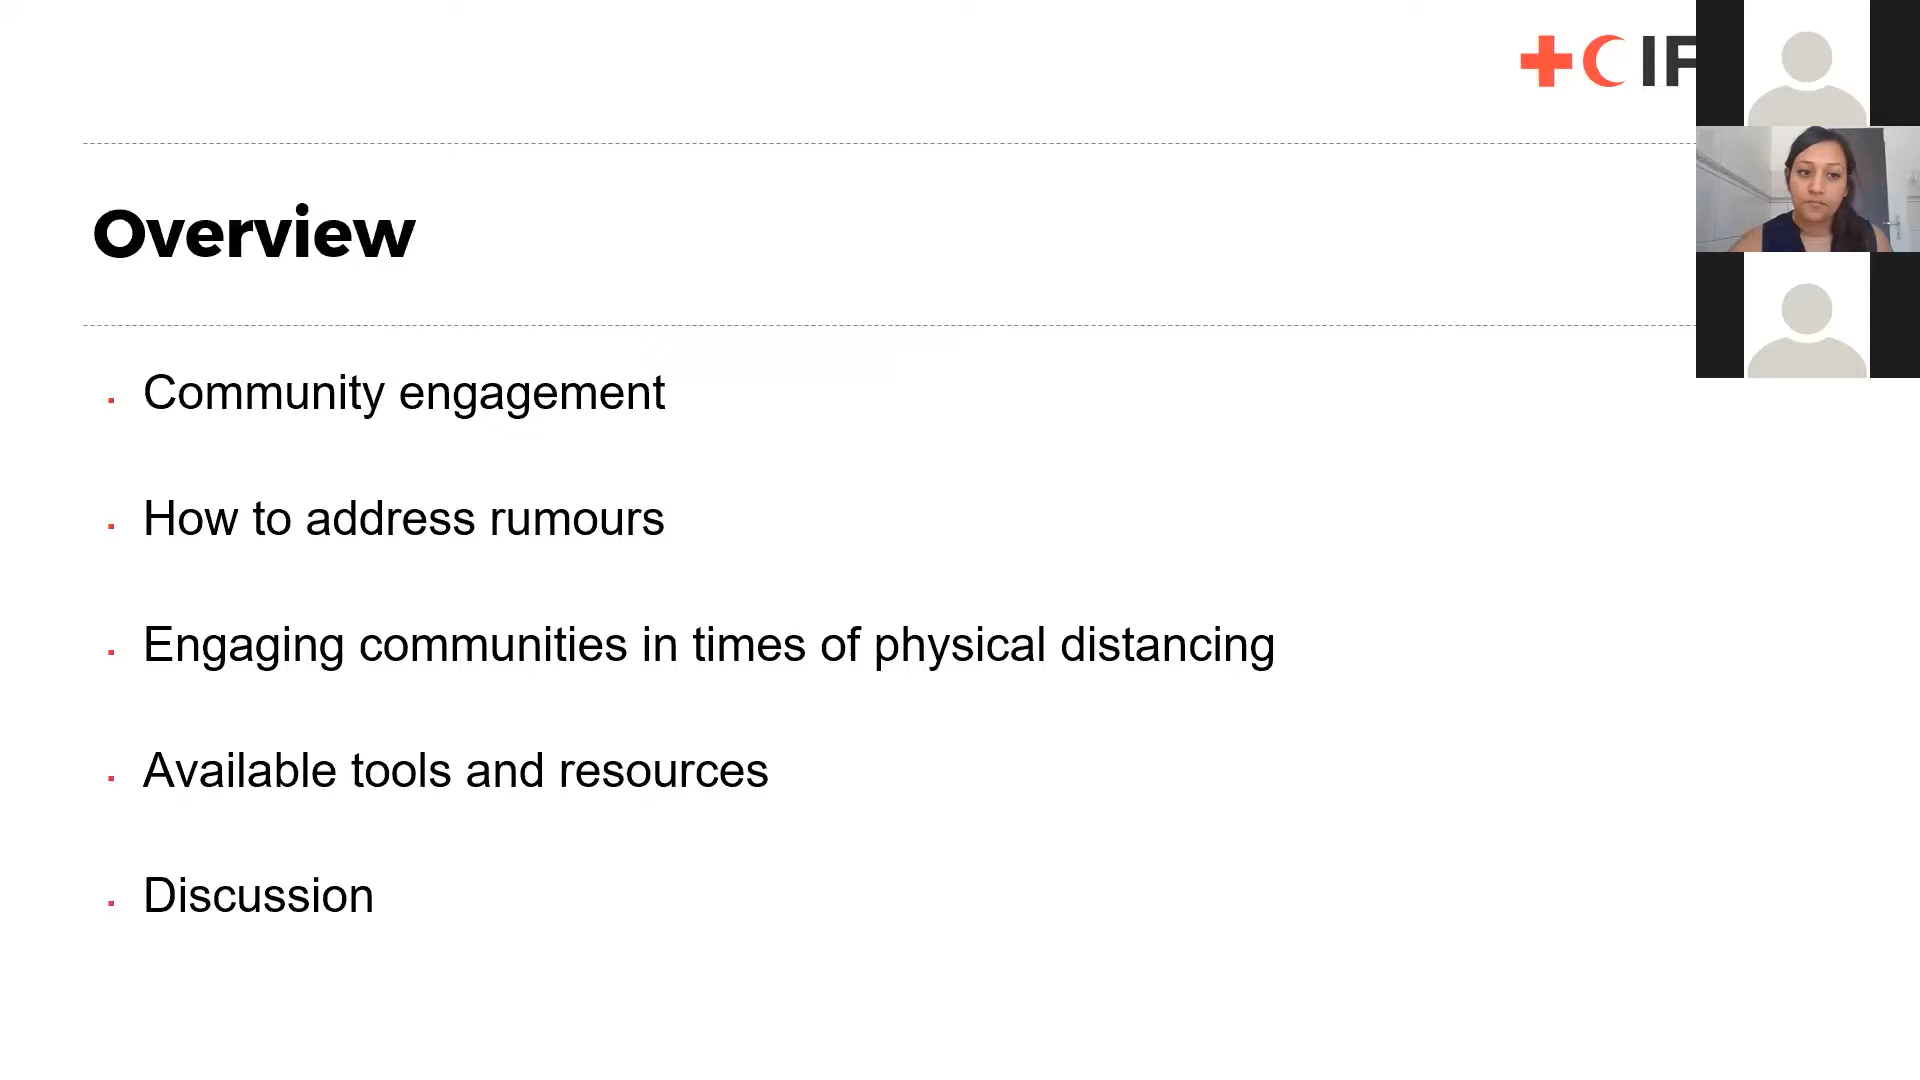 IF
Overview
Community engagement
How to address rumours
Engaging communities in times of physical distancing
Available tools and resources
Discussion